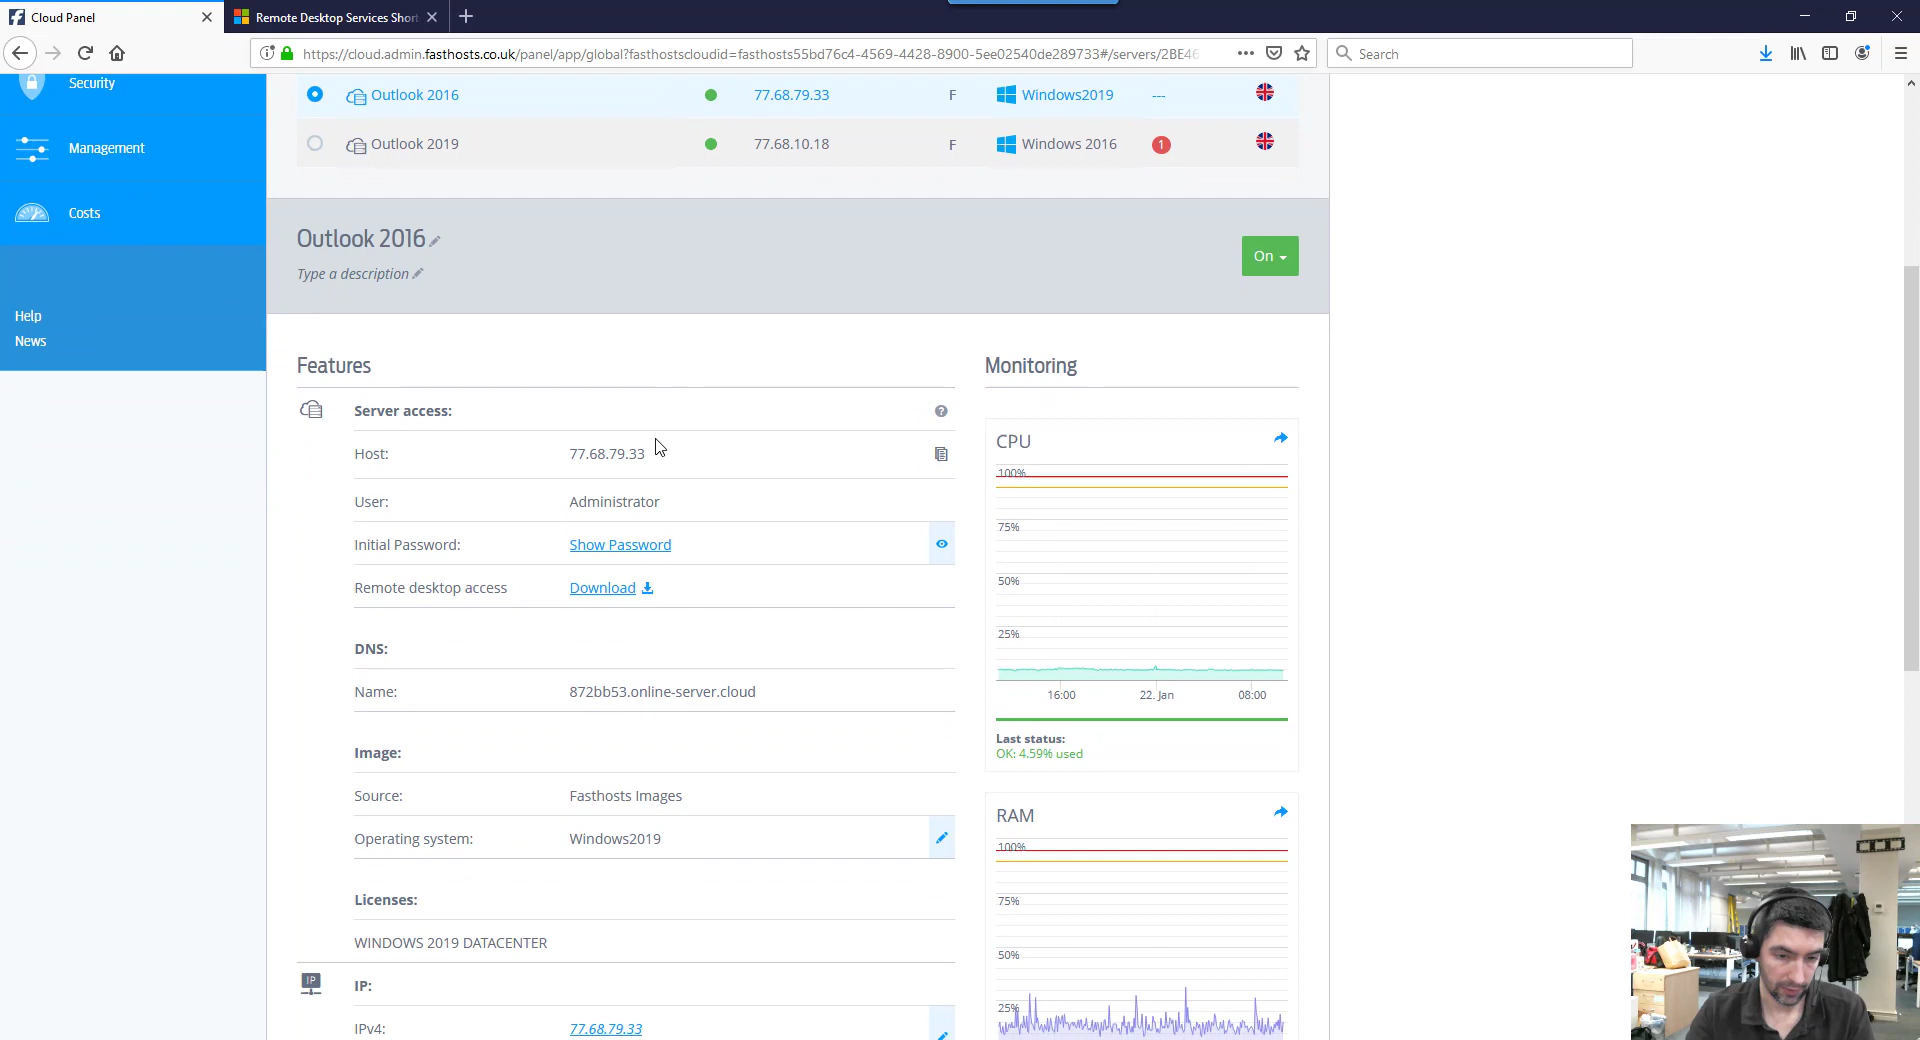 Cloud Panel
Remote Desktop Services Short
https://cloud.admin.fasthosts.co.uk/panel/app/global?fasthostscloudid=fasthosts55bd76c4-4569-4428-8900-5ee02540de289733#/servers/2BE46
Search
Security
Management
Costs
Help
News
Outlook 2016 77.68.79.33 F Windows2019 ---
Outlook 2019 77.68.10.18 F Windows 2016 1
Outlook 2016
Type a description
On
Features
Server access: ?
Host: 77.68.79.33
User: Administrator
Initial Password: Show Password
Remote desktop access Download
DNS:
Name: 872bb53.online-server.cloud
Image:
Source: Fasthosts Images
Operating system: Windows2019
Licenses:
WINDOWS 2019 DATACENTER
IP
IP:
IPv4: 77.68.79.33
Monitoring
CPU
100%
75%
50%
25%
16:00 22. Jan 08:00
Last status:
OK: 4.59% used
RAM
100%
75%
50%
25%